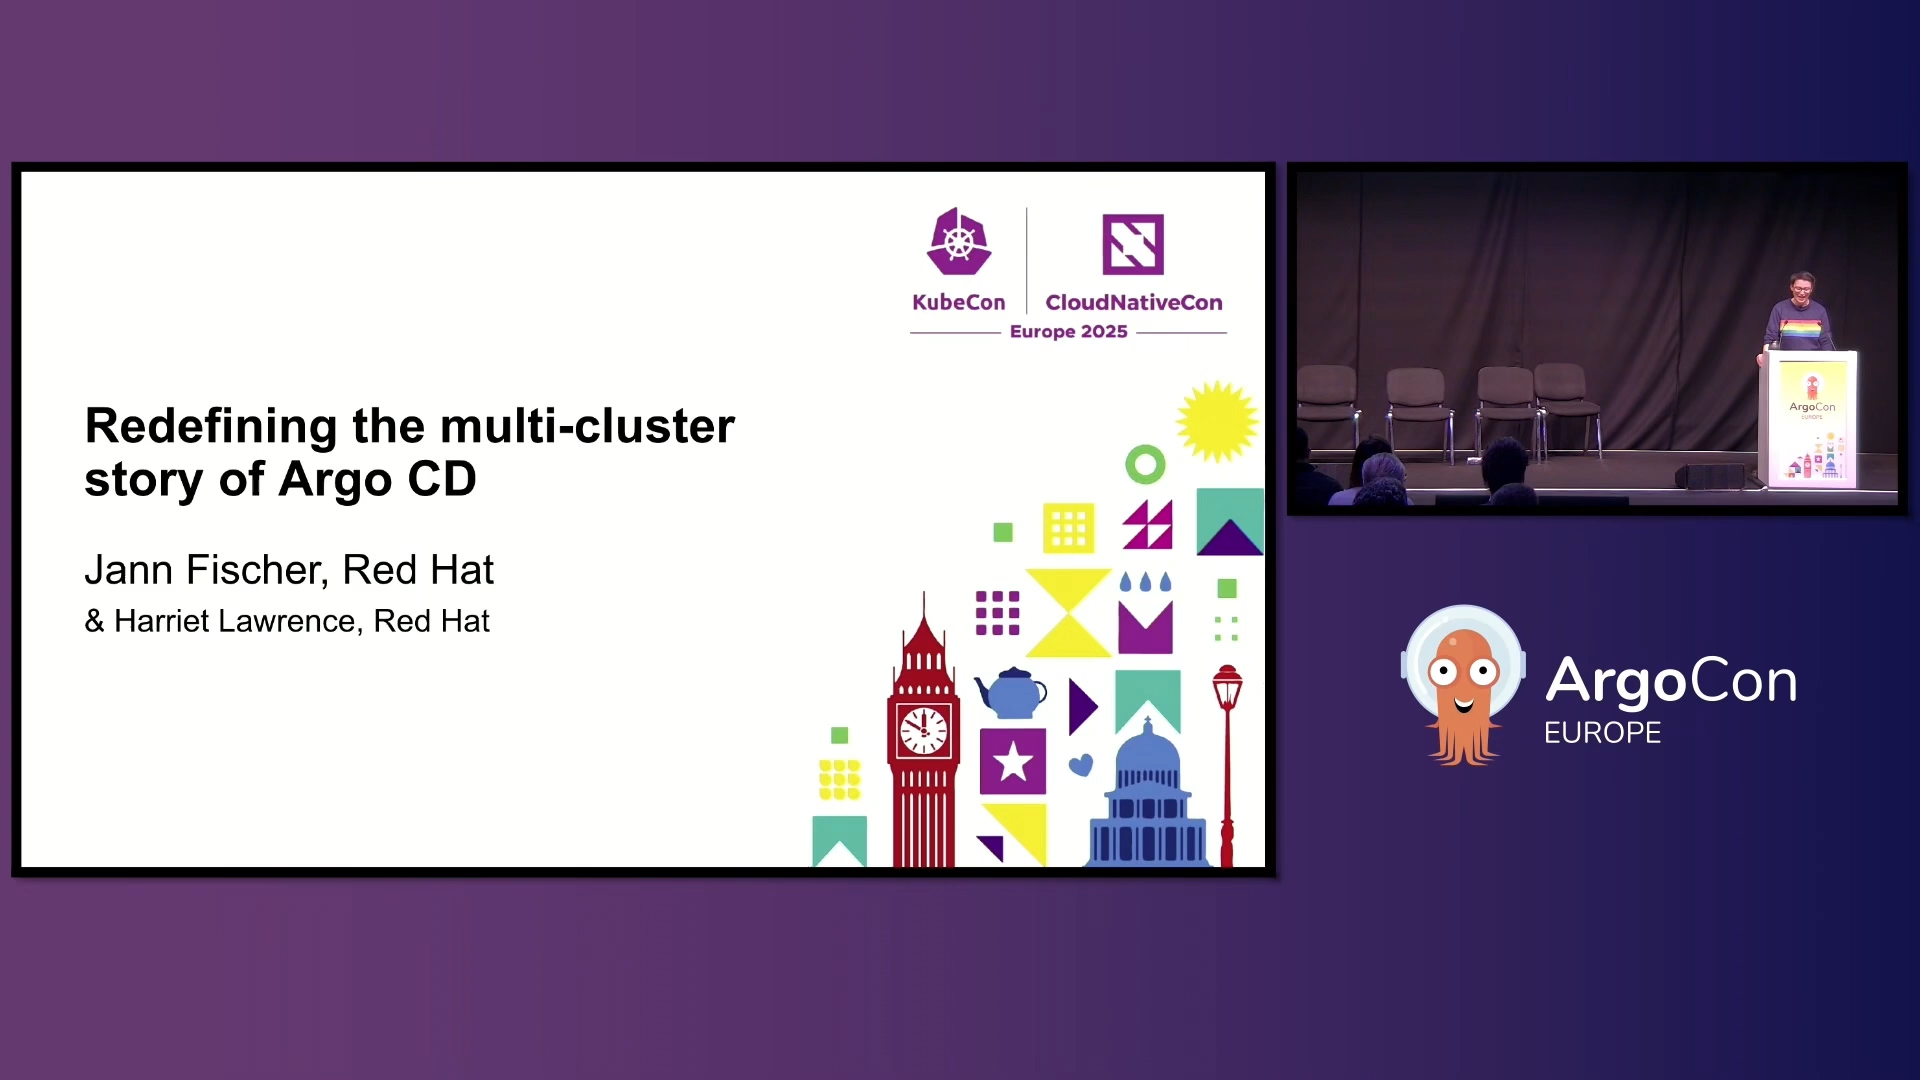 KubeCon
CloudNativeCon
Europe 2025
Redefining the multi-cluster
story of Argo CD
Jann Fischer, Red Hat
& Harriet Lawrence, Red Hat
ArgoCon
EUROPE
ArgoCon
EUROPE